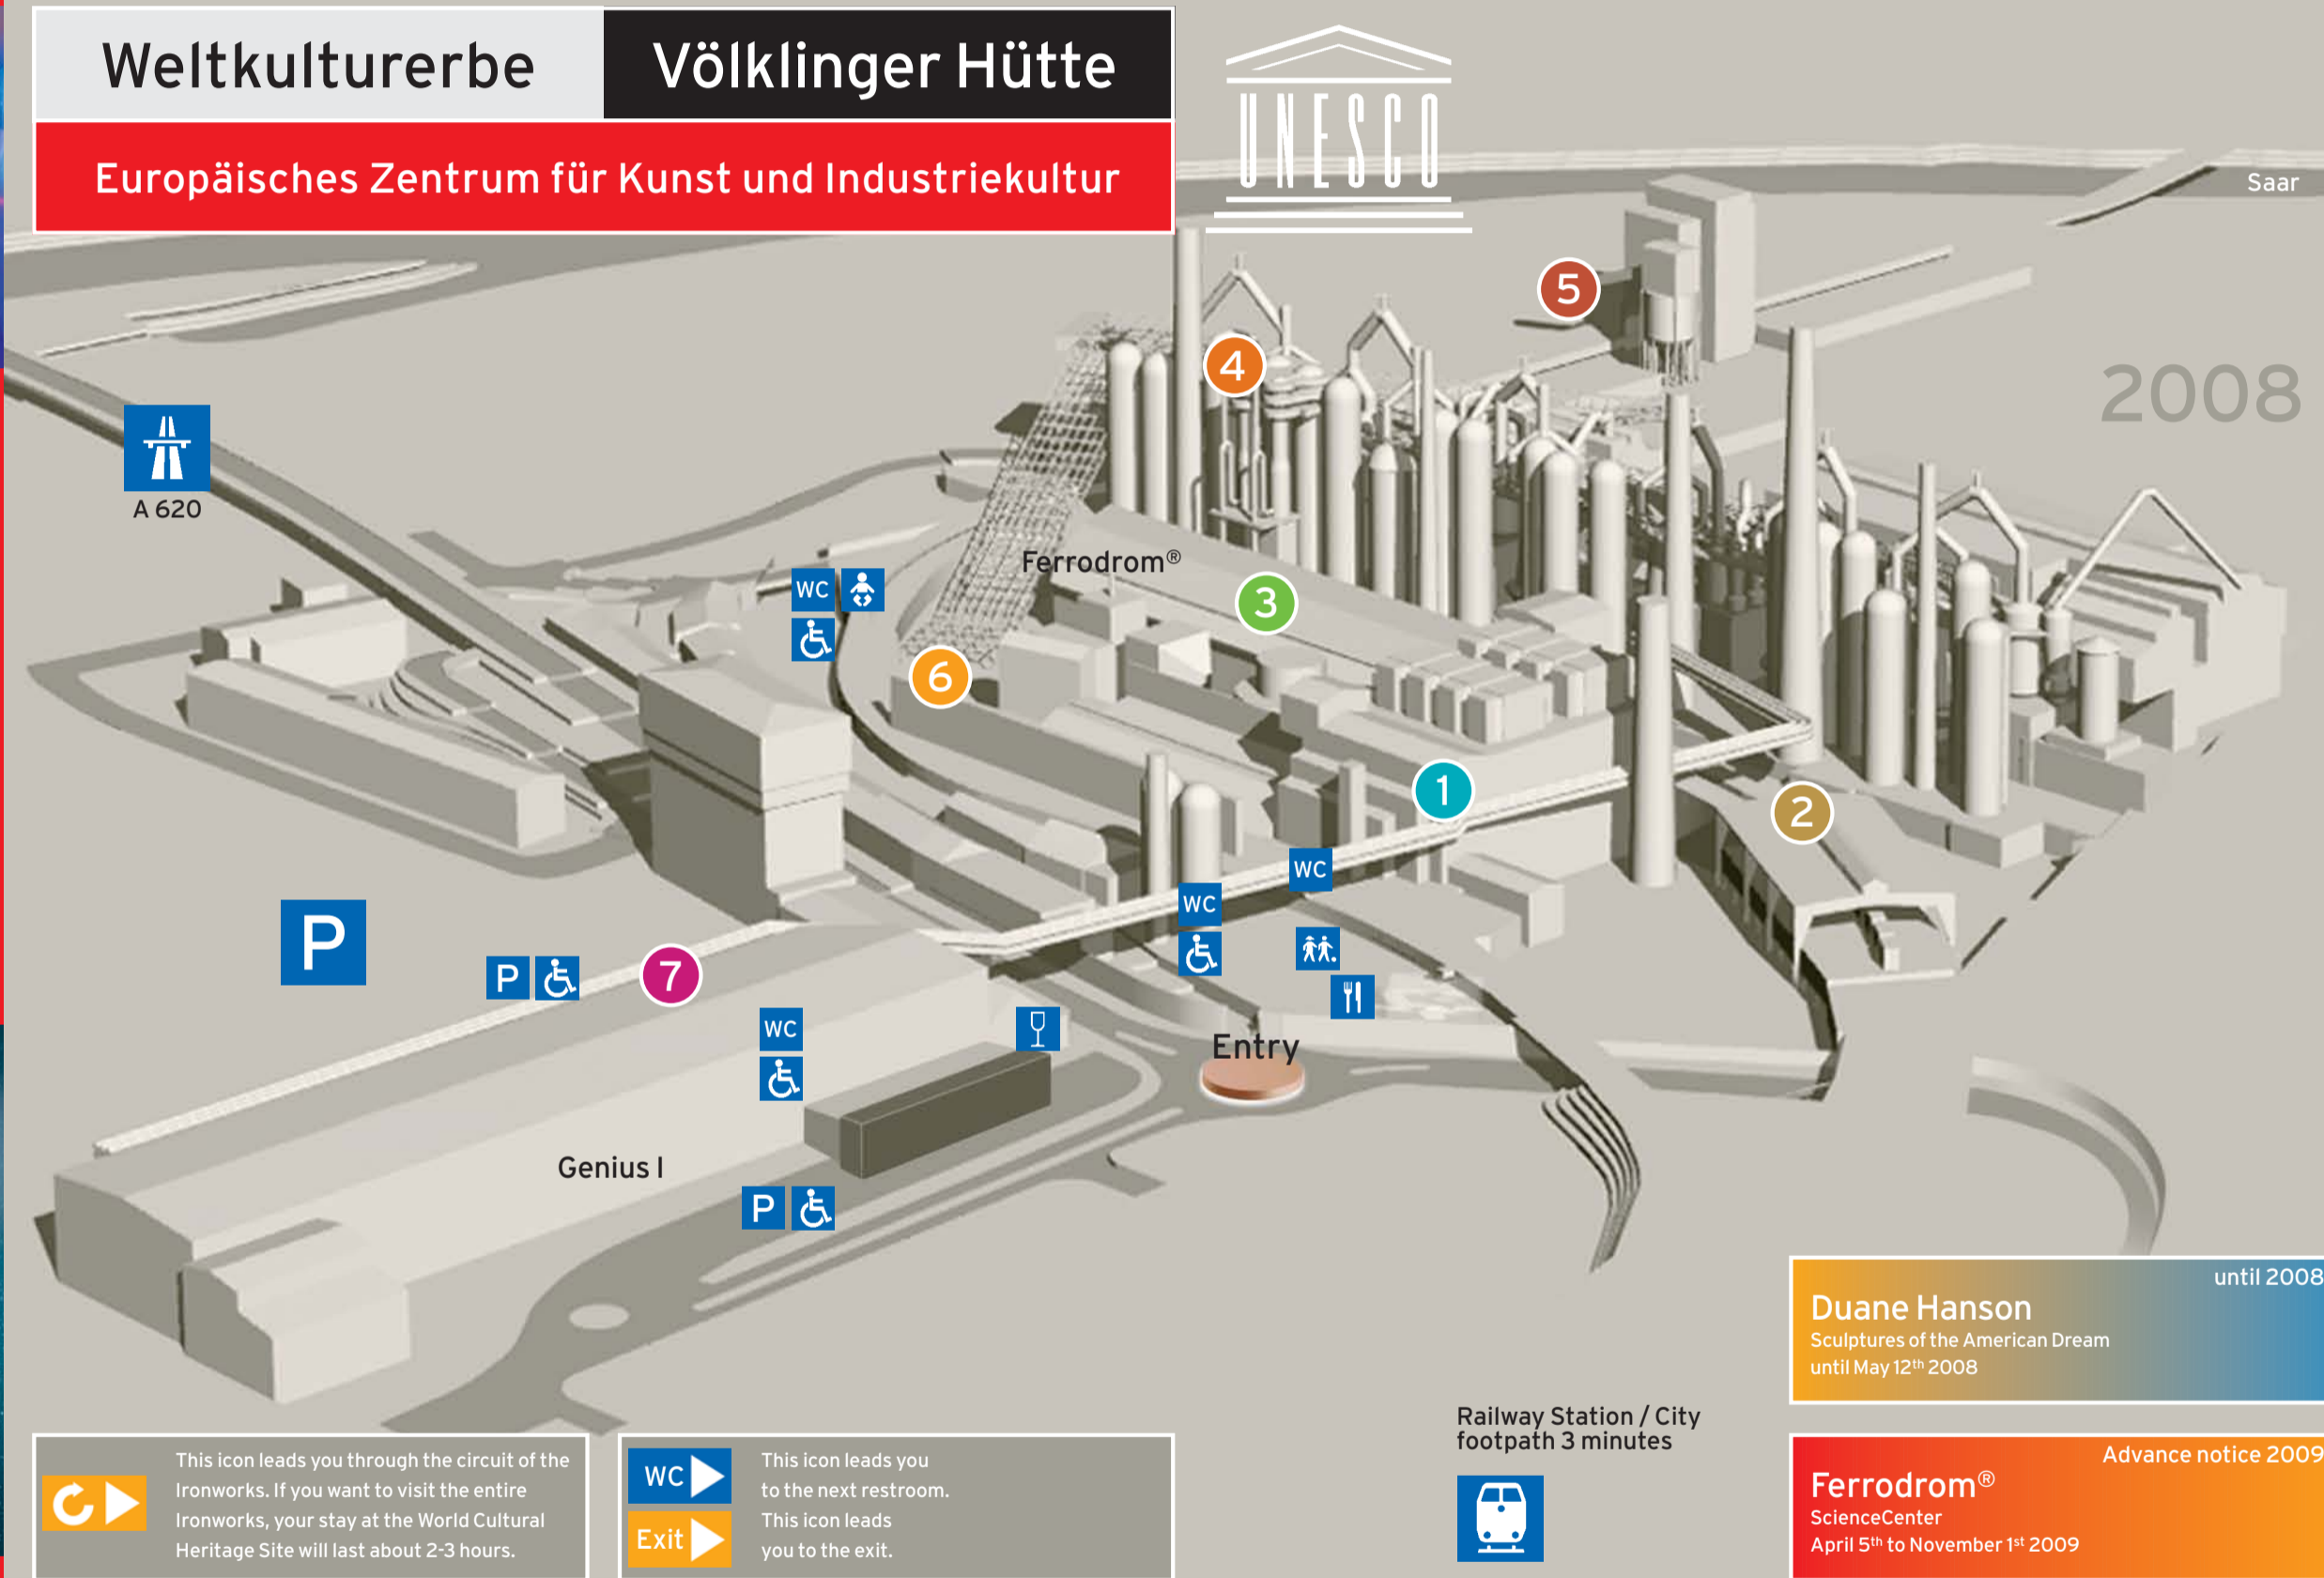 Weltkulturerbe
Völklinger Hütte
Europäisches Zentrum für Kunst und Industriekultur
UNESCO
Saar
2008
5
4
A 620
Ferrodrom®
WC
3
6
1
2
WC
WC
P
P
7
WC
Entry
Genius I
P
until 2008
Duane Hanson
Sculptures of the American Dream
until May 12th 2008
Railway Station / City
footpath 3 minutes
Advance notice 2009
Ferrodrom®
ScienceCenter
April 5th to November 1st 2009
This icon leads you through the circuit of the
Ironworks. If you want to visit the entire
Ironworks, your stay at the World Cultural
Heritage Site will last about 2-3 hours.
WC
This icon leads you
to the next restroom.
Exit
This icon leads
you to the exit.